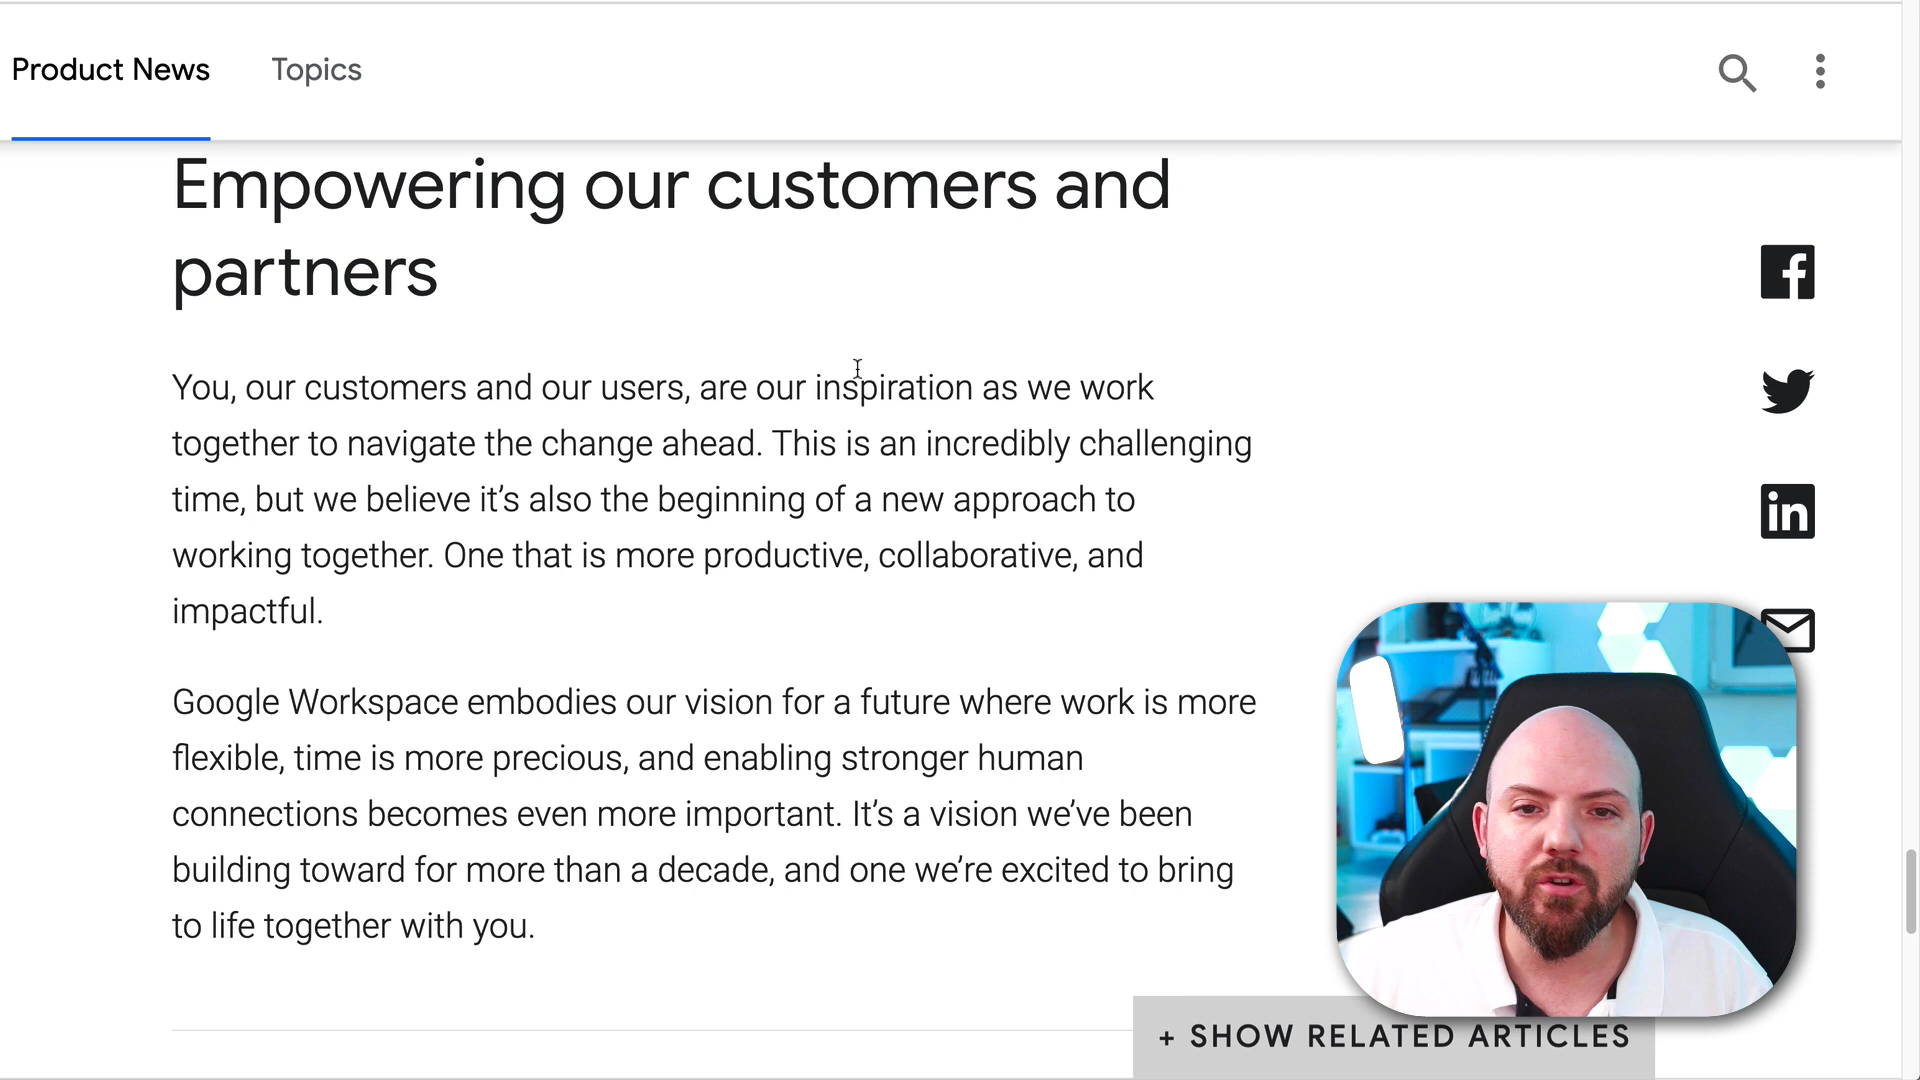 Product News
Topics
Empowering our customers and
partners
You, our customers and our users, are our inspiration as we work
together to navigate the change ahead. This is an incredibly challenging
time, but we believe it’s also the beginning of a new approach to
working together. One that is more productive, collaborative, and
impactful.
Google Workspace embodies our vision for a future where work is more
flexible, time is more precious, and enabling stronger human
connections becomes even more important. It’s a vision we’ve been
building toward for more than a decade, and one we’re excited to bring
to life together with you.
+ SHOW RELATED ARTICLES